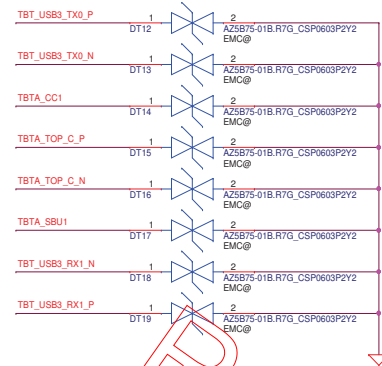 TBT_USB3_TX0_P 1 2
DT12 AZ5B75-01B.R7G_CSP0603P2Y2
EMC@
TBT_USB3_TX0_N 1 2
DT13 AZ5B75-01B.R7G_CSP0603P2Y2
EMC@
TBTA_CC1 1 2
DT14 AZ5B75-01B.R7G_CSP0603P2Y2
EMC@
TBTA_TOP_C_P 1 2
DT15 AZ5B75-01B.R7G_CSP0603P2Y2
EMC@
TBTA_TOP_C_N 1 2
DT16 AZ5B75-01B.R7G_CSP0603P2Y2
EMC@
TBTA_SBU1 1 2
DT17 AZ5B75-01B.R7G_CSP0603P2Y2
EMC@
TBT_USB3_RX1_N 1 2
DT18 AZ5B75-01B.R7G_CSP0603P2Y2
EMC@
TBT_USB3_RX1_P 1 2
DT19 AZ5B75-01B.R7G_CSP0603P2Y2
EMC@